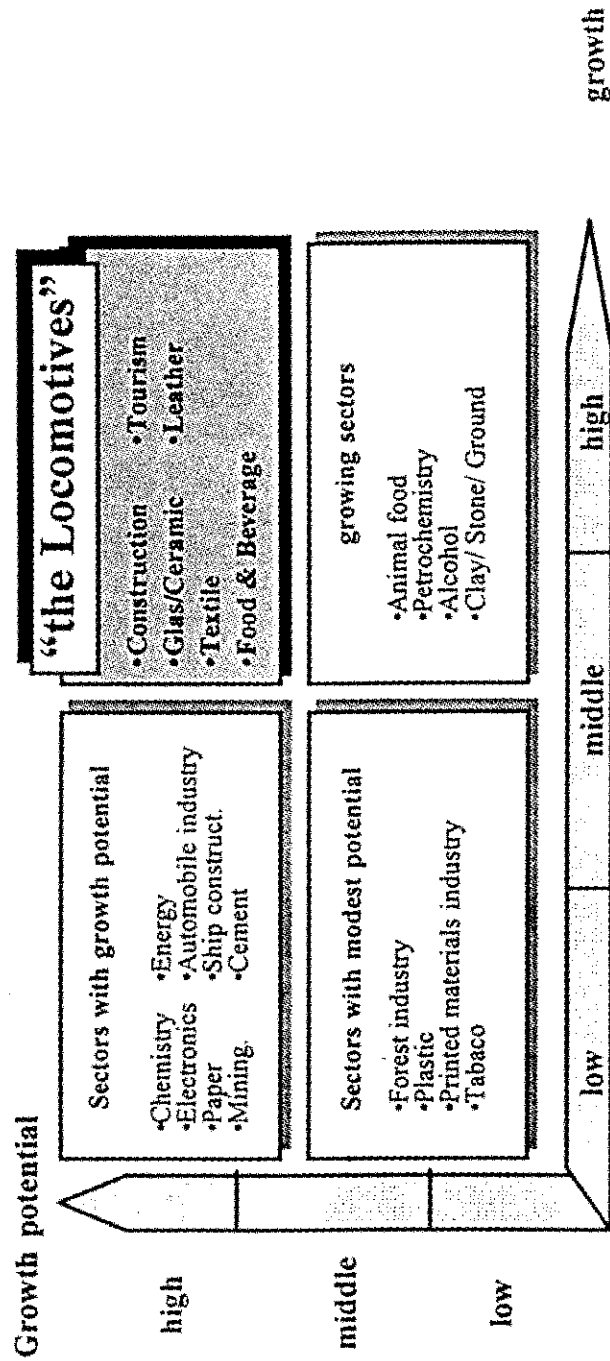 Growth potential
high
middle
low
Sectors with growth potential
•Chemistry •Energy
•Electronics •Automobile industry
•Paper •Ship construct.
•Mining. •Cement
“the Locomotives”
•Construction •Tourism
•Glas/Ceramic •Leather
•Textile
•Food & Beverage
Sectors with modest potential
•Forest industry
•Plastic
•Printed materials industry
•Tabaco
growing sectors
•Animal food
•Petrochemistry
•Alcohol
•Clay/ Stone/ Ground
low
middle
high
growth